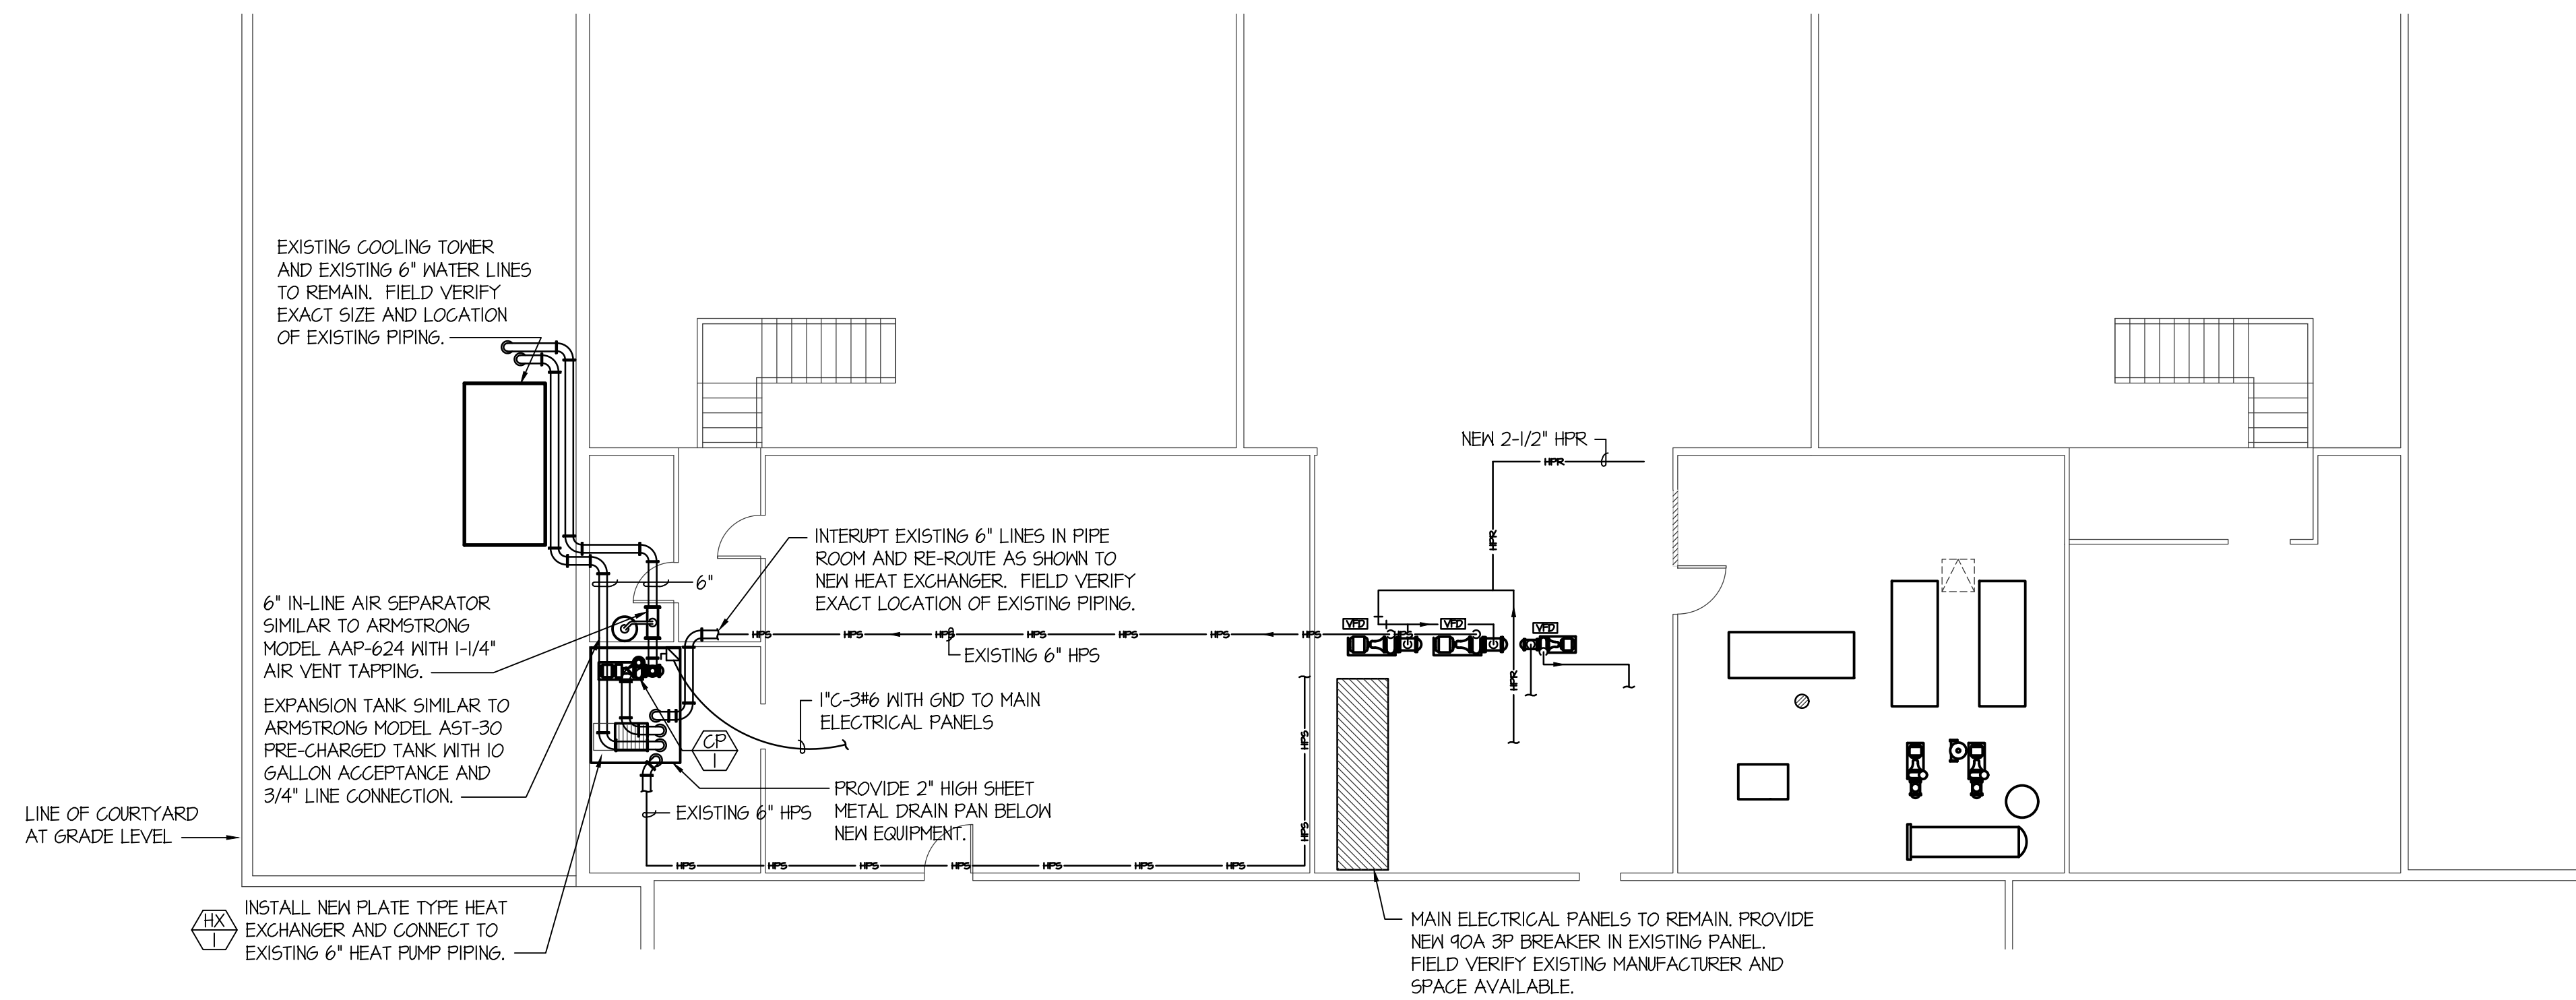 EXISTING COOLING TOWER
AND EXISTING 6" WATER LINES
TO REMAIN. FIELD VERIFY
EXACT SIZE AND LOCATION
OF EXISTING PIPING.
NEW 2-1/2" HPR
HPR
HPR
INTERUPT EXISTING 6" LINES IN PIPE
ROOM AND RE-ROUTE AS SHOWN TO
NEW HEAT EXCHANGER. FIELD VERIFY
EXACT LOCATION OF EXISTING PIPING.
6"
6" IN-LINE AIR SEPARATOR
SIMILAR TO ARMSTRONG
MODEL AAP-624 WITH 1-1/4"
AIR VENT TAPPING.
HPS
HPS
HPS
HPS
HPS
HPS
HPS
HPS
VFD
VFD
VFD
EXISTING 6" HPS
HPR
EXPANSION TANK SIMILAR TO
ARMSTRONG MODEL AST-30
PRE-CHARGED TANK WITH 10
GALLON ACCEPTANCE AND
3/4" LINE CONNECTION.
1"C-3#6 WITH GND TO MAIN
ELECTRICAL PANELS
CP
1
HPS
PROVIDE 2" HIGH SHEET
METAL DRAIN PAN BELOW
NEW EQUIPMENT.
EXISTING 6" HPS
HPS
LINE OF COURTYARD
AT GRADE LEVEL
HPS
HPS
HPS
HPS
HPS
HPS
HPS
HX
1
INSTALL NEW PLATE TYPE HEAT
EXCHANGER AND CONNECT TO
EXISTING 6" HEAT PUMP PIPING.
MAIN ELECTRICAL PANELS TO REMAIN. PROVIDE
NEW 90A 3P BREAKER IN EXISTING PANEL.
FIELD VERIFY EXISTING MANUFACTURER AND
SPACE AVAILABLE.